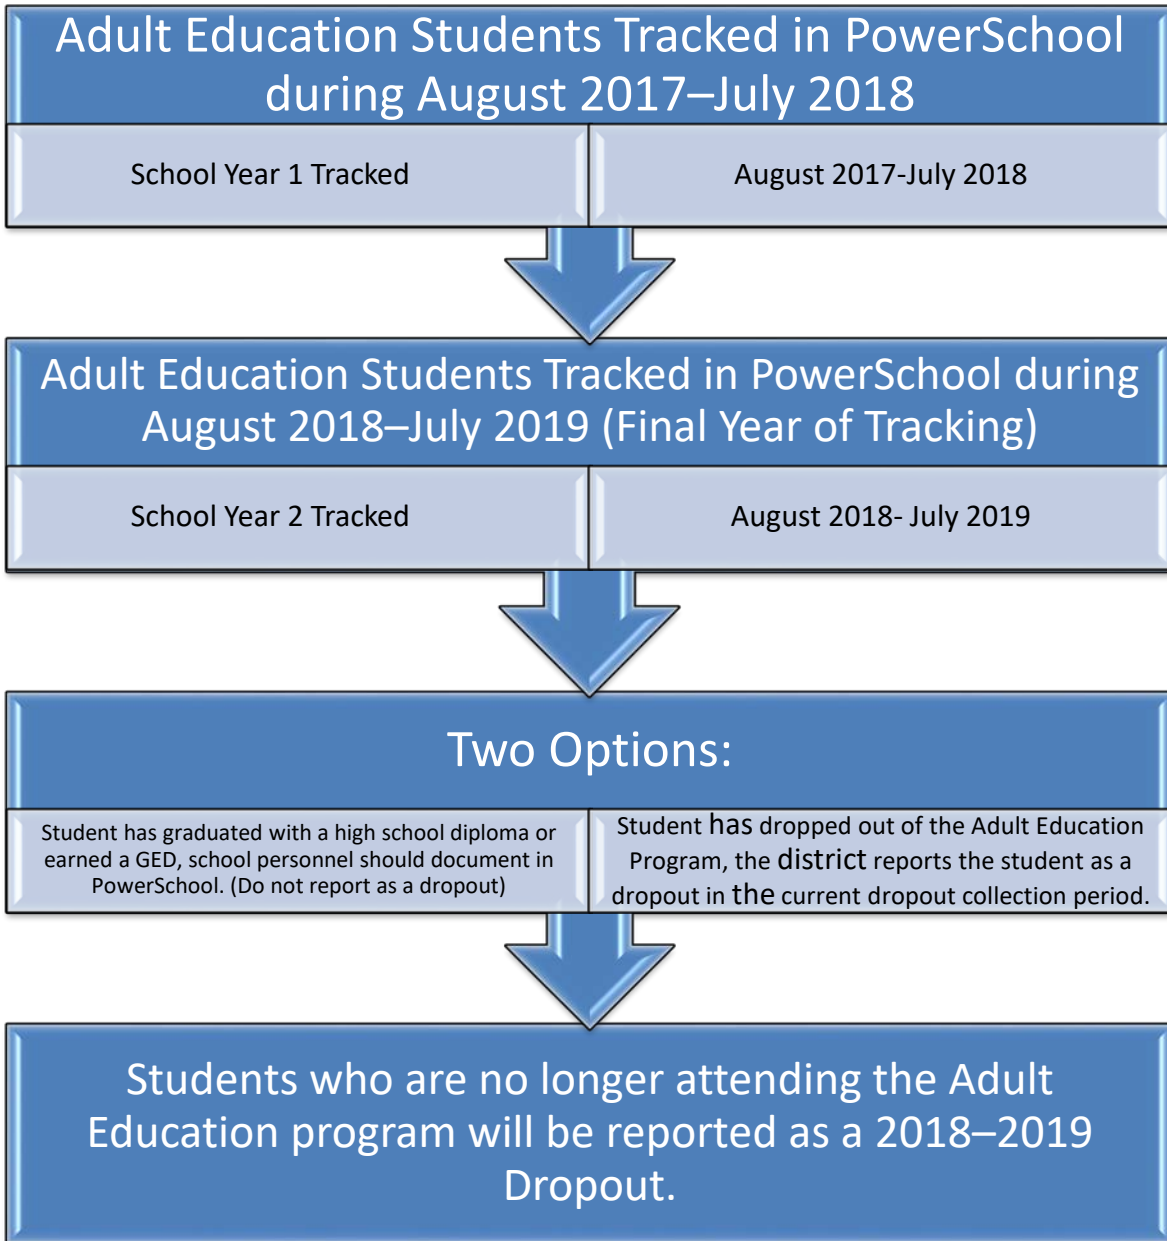 Adult Education Students Tracked in PowerSchool
during August 2017–July 2018
School Year 1 Tracked
August 2017-July 2018
Adult Education Students Tracked in PowerSchool during
August 2018–July 2019 (Final Year of Tracking)
School Year 2 Tracked
August 2018- July 2019
Two Options:
Student has graduated with a high school diploma or
earned a GED, school personnel should document in
PowerSchool. (Do not report as a dropout)
Student has dropped out of the Adult Education
Program, the district reports the student as a
dropout in the current dropout collection period.
Students who are no longer attending the Adult
Education program will be reported as a 2018–2019
Dropout.